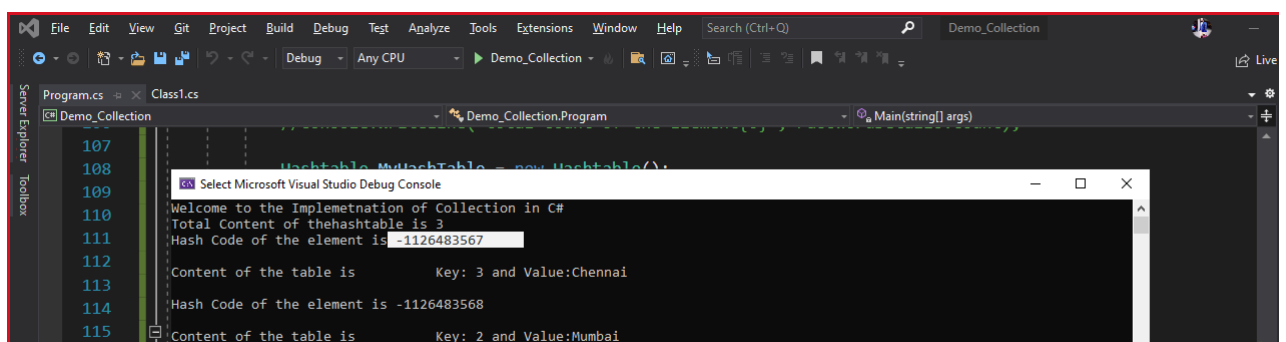 File Edit View Git Project Build Debug Test Analyze Tools Extensions Window Help Search (Ctrl+Q) Demo_Collection
Debug Any CPU Demo_Collection Live
Server Explorer
Toolbox
Program.cs Class1.cs
C# Demo_Collection Demo_Collection.Program Main(string[] args)
107
108 Hashtable MyHashTable = new Hashtable();
109
Select Microsoft Visual Studio Debug Console
110 Welcome to the Implemetnation of Collection in C#
Total Content of thehashtable is 3
111 Hash Code of the element is -1126483567
112
Content of the table is Key: 3 and Value:Chennai
113
114 Hash Code of the element is -1126483568
115
Content of the table is Key: 2 and Value:Mumbai